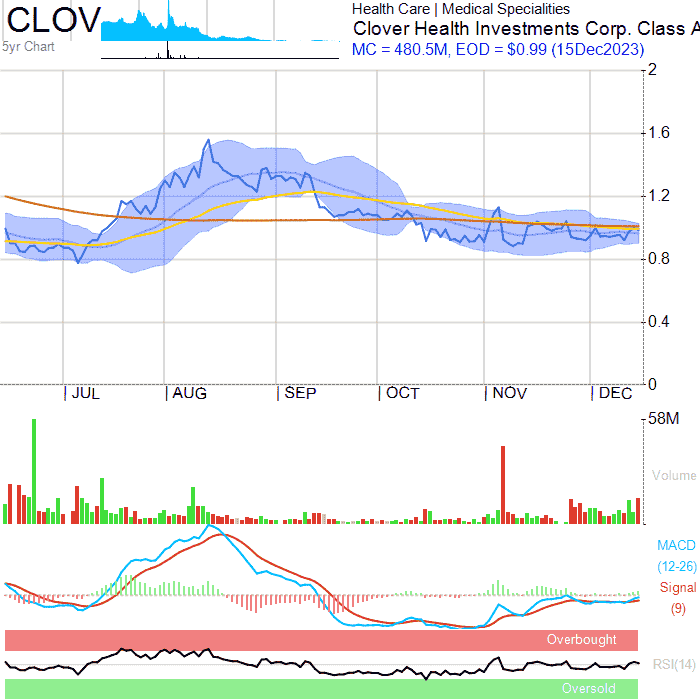 CLOV
5yr Chart
Health Care | Medical Specialities
Clover Health Investments Corp. Class A
MC = 480.5M, EOD = $0.99 (15Dec2023)
2
1.6
1.2
0.8
0.4
0
JUL
AUG
SEP
OCT
NOV
DEC
58M
Volume
MACD
(12-26)
Signal
(9)
Overbought
RSI(14)
Oversold